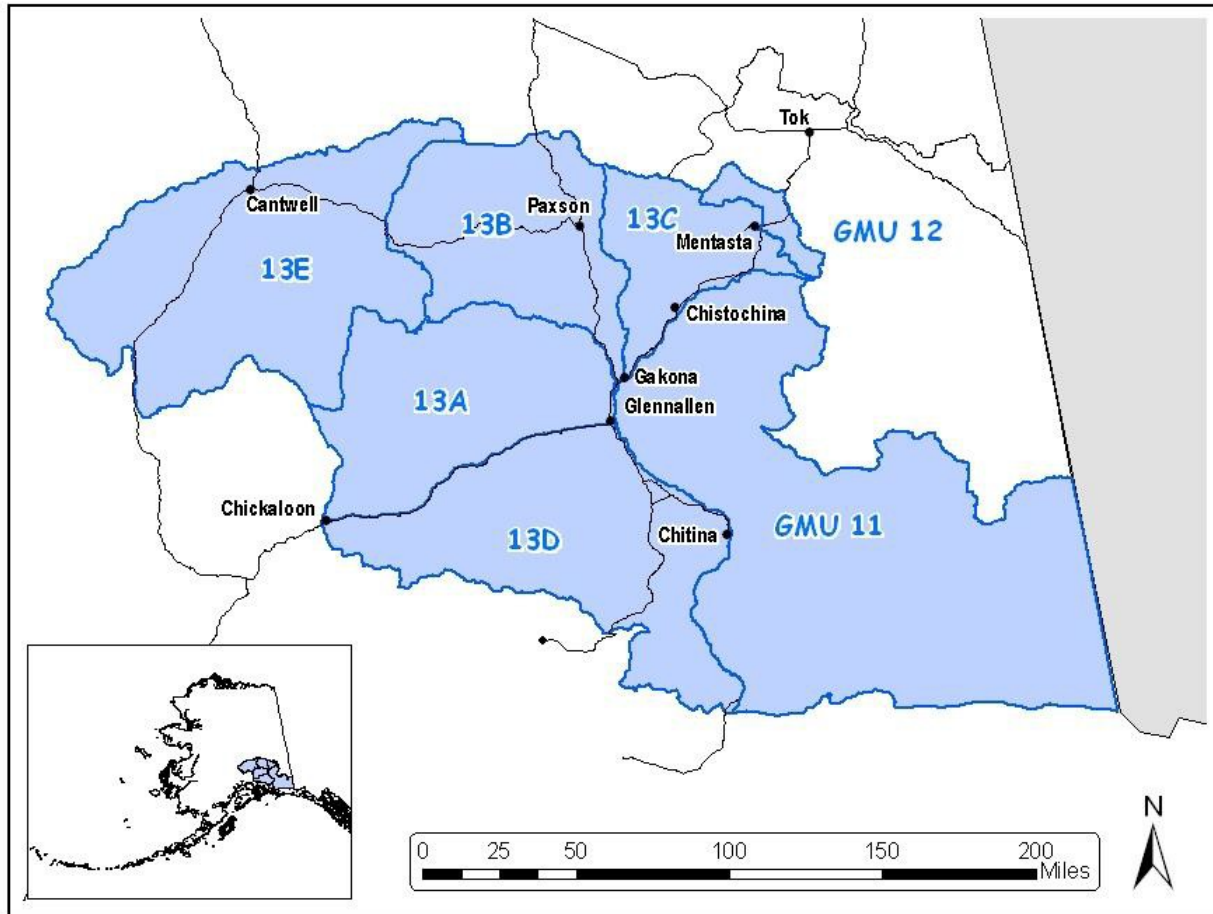 Tok
Cantwell
Paxson
13B
13C
Mentasta
GMU 12
13E
Chistochina
Gakona
13A
Glennallen
Chickaloon
13D
Chitina
GMU 11
N
0 25 50 100 150 200
Miles